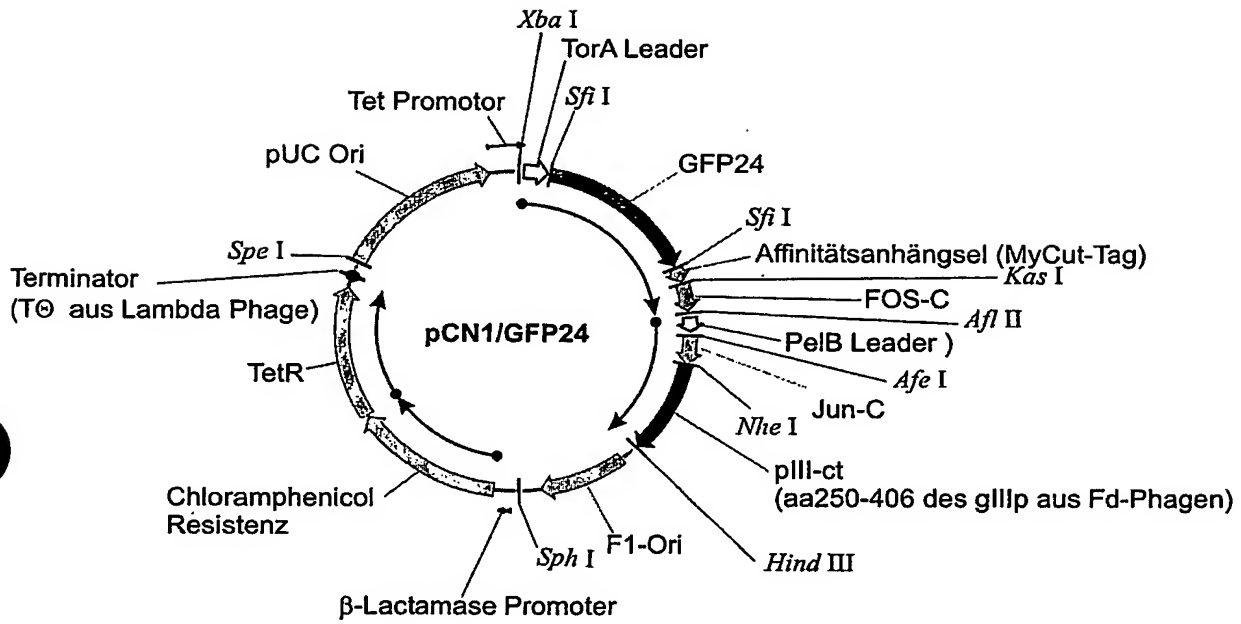 Xba I
TorA Leader
Sfi I
Tet Promotor
pUC Ori
GFP24
Sfi I
Spe I
Affinitätsanhängsel (MyCut-Tag)
Kas I
Terminator
(TΘ aus Lambda Phage)
FOS-C
Afl II
pCN1/GFP24
PelB Leader )
Afe I
TetR
Jun-C
Nhe I
pIII-ct
(aa250-406 des gIIIp aus Fd-Phagen)
Chloramphenicol
Resistenz
F1-Ori
Sph I
Hind III
β-Lactamase Promoter